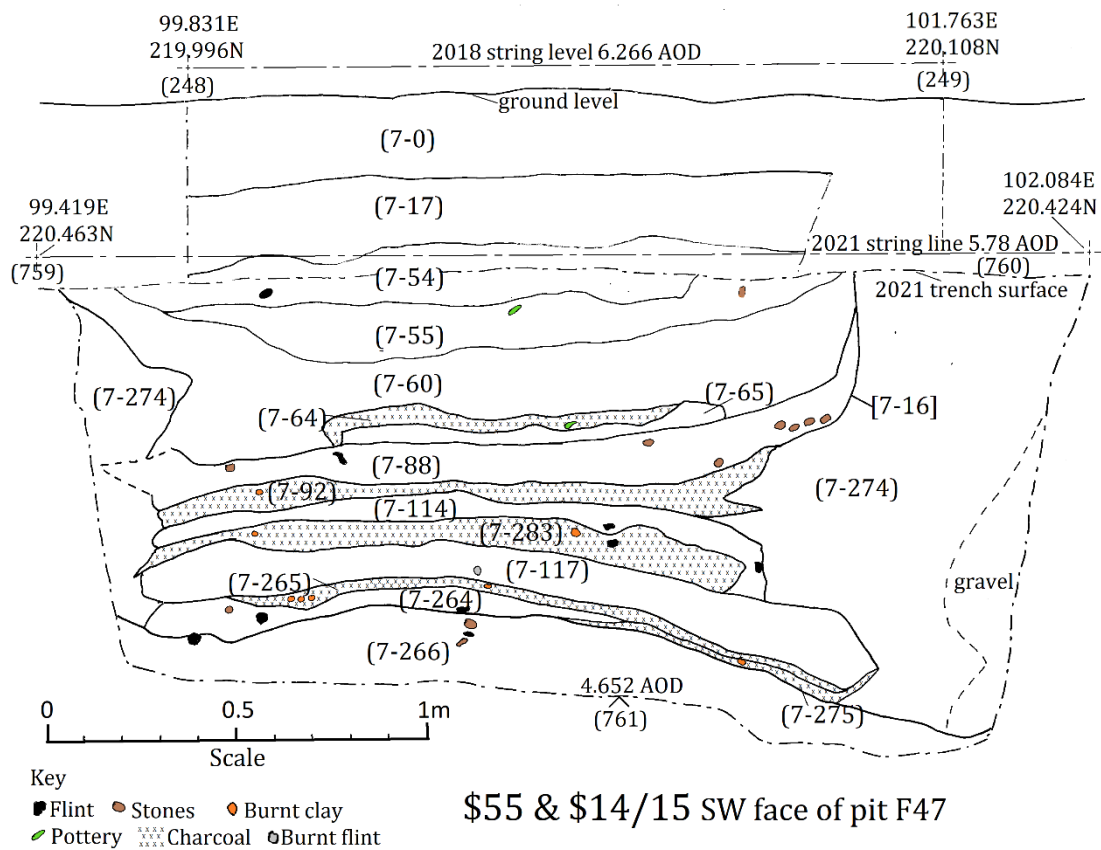 99.831E
219.996N
(248)
2018 string level 6.266 AOD
101.763E
220.108N
(249)
ground level
(7-0)
(7-17)
99.419E
220.463N
(759)
102.084E
220.424N
2021 string line 5.78 AOD
(760)
2021 trench surface
(7-54)
(7-55)
(7-60)
(7-274)
(7-64)
(7-65)
[7-16]
(7-88)
(7-92)
(7-114)
(7-274)
(7-283)
(7-117)
(7-265)
(7-264)
gravel
(7-266)
4.652 AOD
(761)
(7-275)
0 0.5 1m
Scale
Key
Flint Stones Burnt clay
Pottery Charcoal Burnt flint
$55 & $14/15 SW face of pit F47